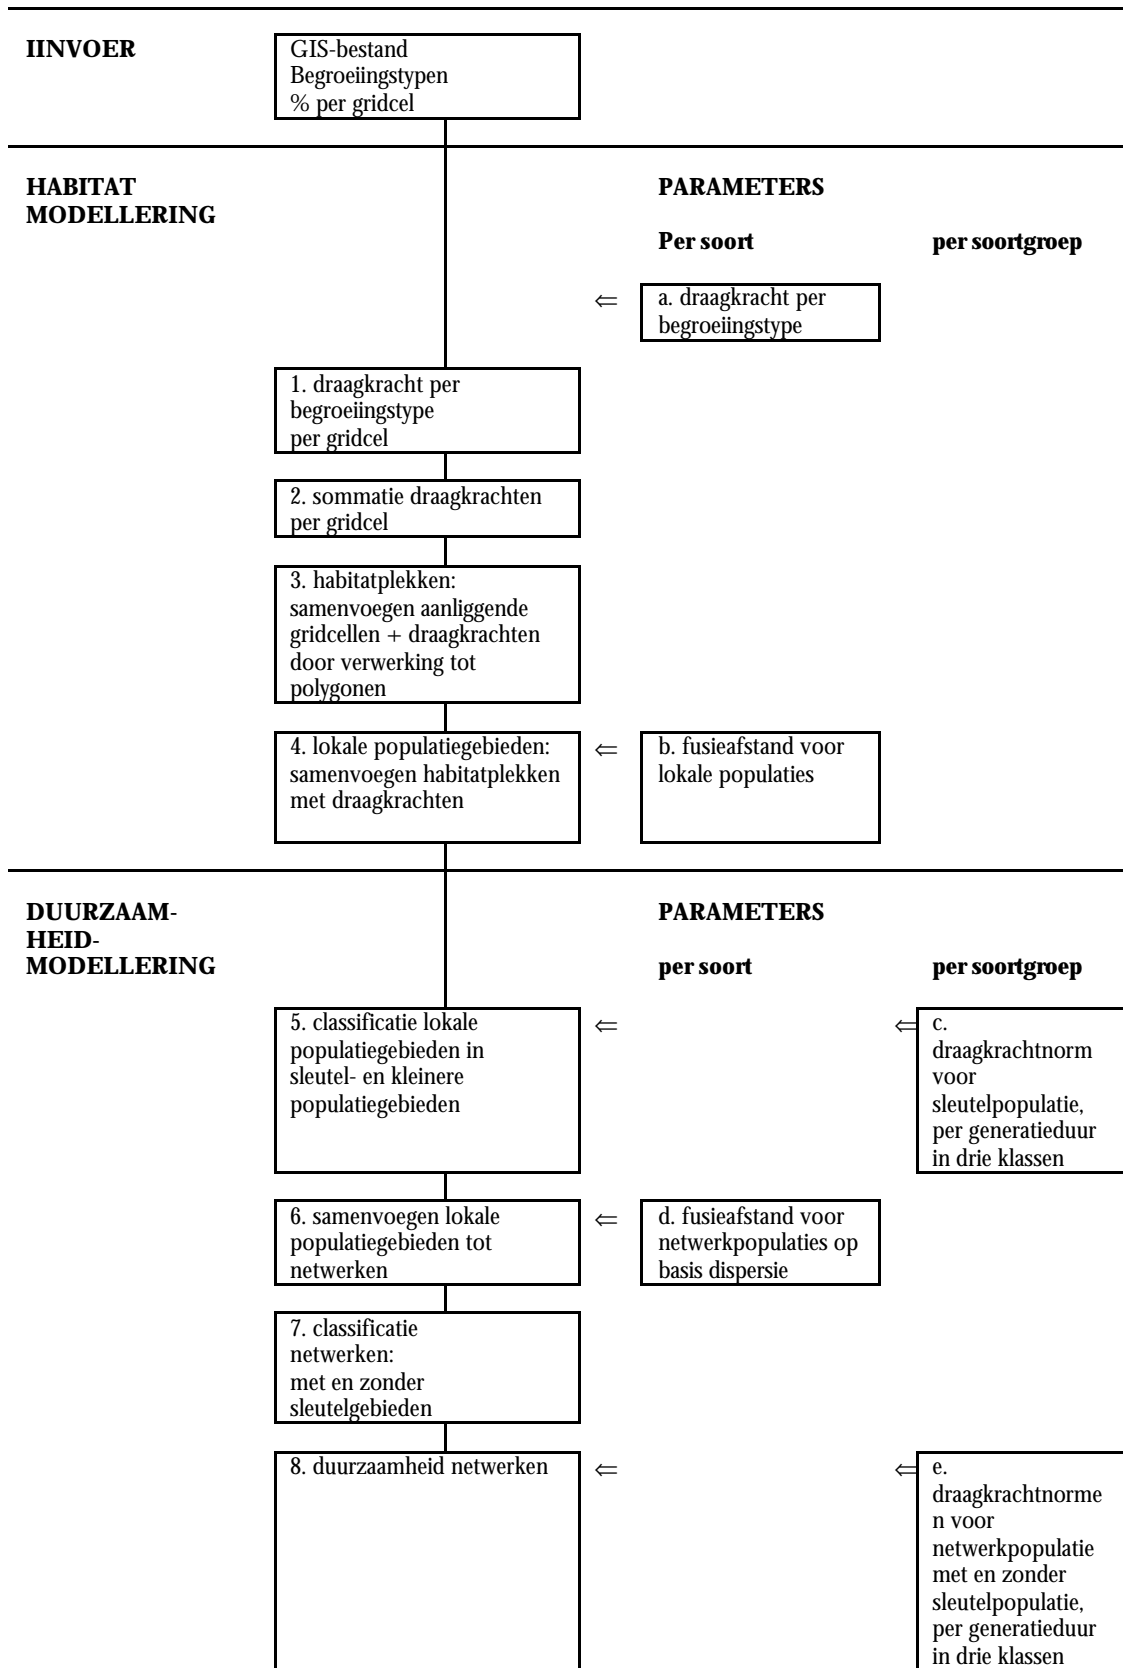 IINVOER
GIS-bestand
Begroeiingstypen
% per gridcel
HABITAT
MODELLERING
PARAMETERS
Per soort
per soortgroep
⇐
a. draagkracht per
begroeiingstype
1. draagkracht per
begroeiingstype
per gridcel
2. sommatie draagkrachten
per gridcel
3. habitatplekken:
samenvoegen aanliggende
gridcellen + draagkrachten
door verwerking tot
polygonen
4. lokale populatiegebieden:
samenvoegen habitatplekken
met draagkrachten
⇐
b. fusieafstand voor
lokale populaties
DUURZAAM-
HEID-
MODELLERING
PARAMETERS
per soort
per soortgroep
5. classificatie lokale
populatiegebieden in
sleutel- en kleinere
populatiegebieden
⇐
⇐
c.
draagkrachtnorm
voor
sleutelpopulatie,
per generatieduur
in drie klassen
6. samenvoegen lokale
populatiegebieden tot
netwerken
⇐
d. fusieafstand voor
netwerkpopulaties op
basis dispersie
7. classificatie
netwerken:
met en zonder
sleutelgebieden
8. duurzaamheid netwerken
⇐
⇐
e.
draagkrachtnorme
n voor
netwerkpopulatie
met en zonder
sleutelpopulatie,
per generatieduur
in drie klassen